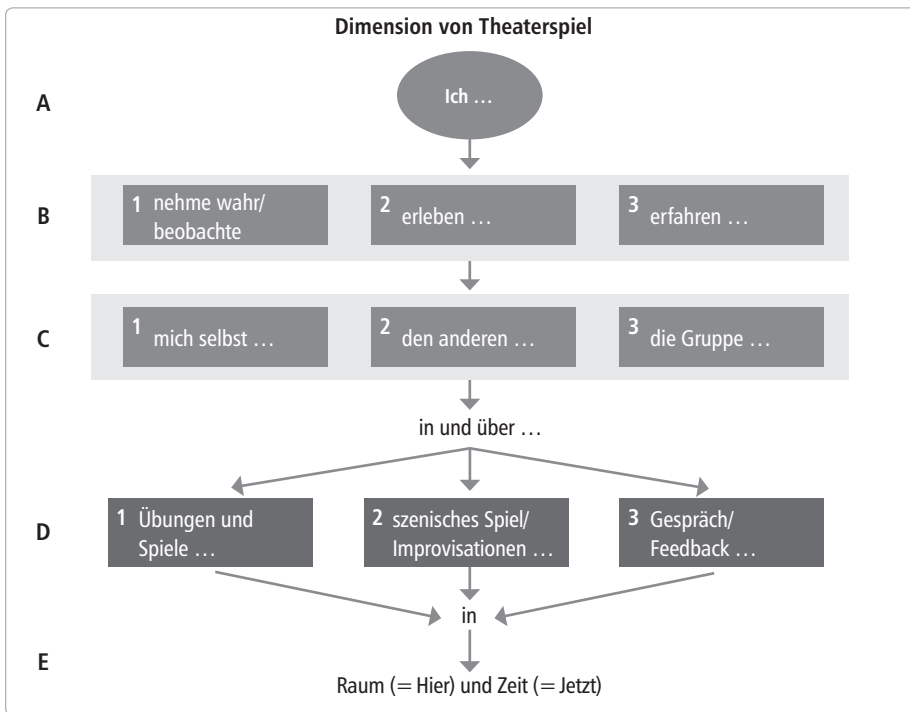 Dimension von Theaterspiel
A
Ich …
B
1 nehme wahr/
beobachte
2 erleben …
3 erfahren …
C
1 mich selbst …
2 den anderen …
3 die Gruppe …
in und über …
D
1 Übungen und
Spiele …
2 szenisches Spiel/
Improvisationen …
3 Gespräch/
Feedback …
in
E
Raum (= Hier) und Zeit (= Jetzt)